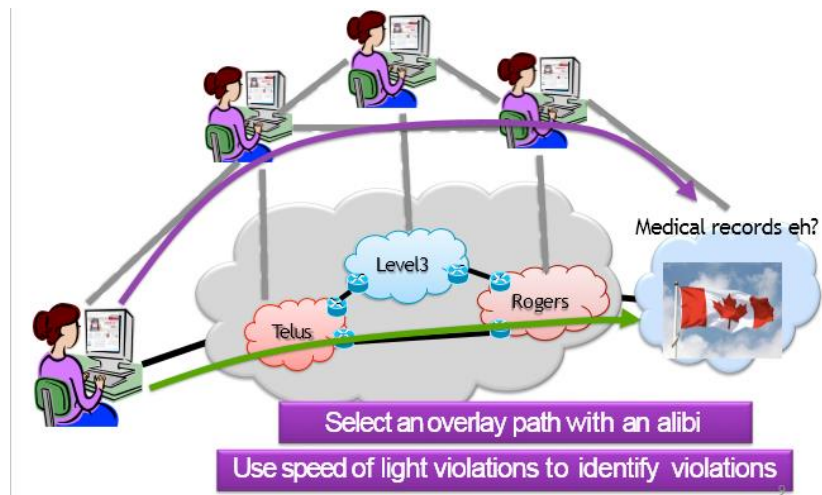 Medical records eh?
Level3
Rogers
Telus
Select an overlay path with an alibi
Use speed of light violations to identify violations
9